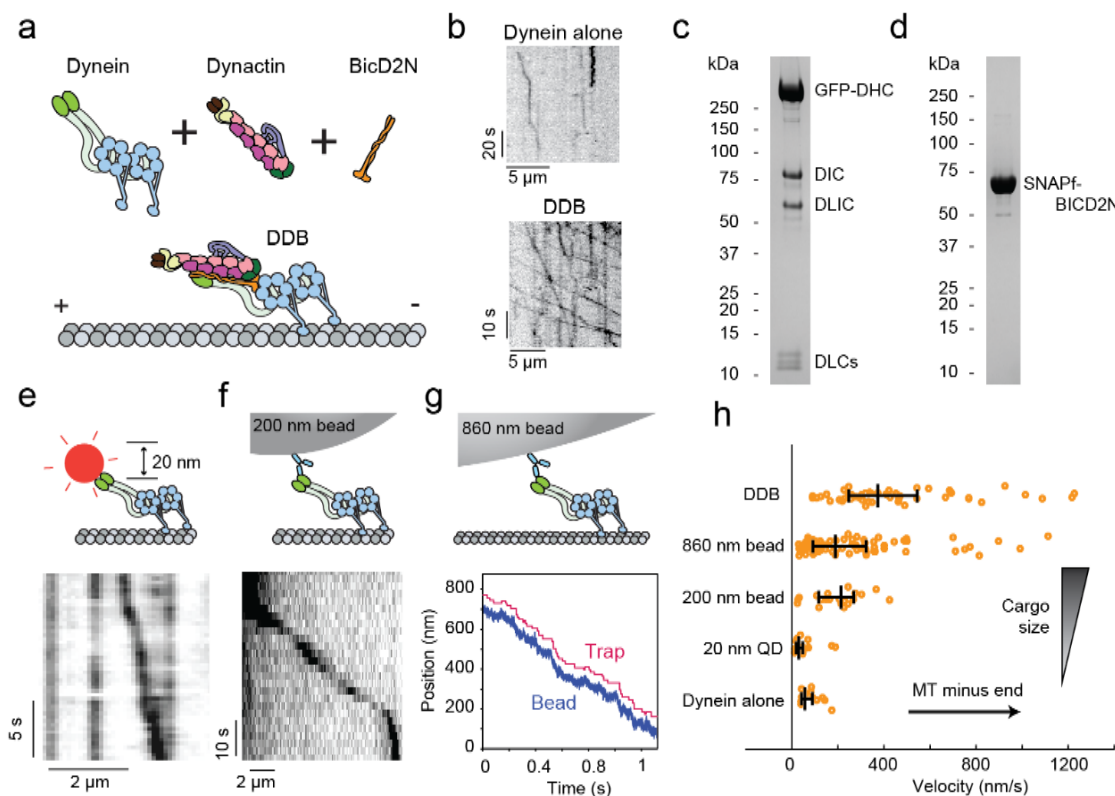 a
Dynein
Dynactin
BicD2N
+
+
DDB
+
-
b
Dynein alone
20 s
5 µm
DDB
10 s
5 µm
c
kDa
250
150
100
75
50
37
25
20
15
10
GFP-DHC
DIC
DLIC
DLCs
d
kDa
250
150
100
75
50
37
25
20
15
10
SNAPf-
BICD2N
e
20 nm
5 s
2 µm
f
200 nm bead
10 s
2 µm
g
860 nm bead
800
600
400
200
0
Position (nm)
Trap
Bead
0
0.4
0.8
1
Time (s)
h
DDB
860 nm bead
200 nm bead
20 nm QD
Dynein alone
Cargo
size
MT minus end
0
400
800
1200
Velocity (nm/s)